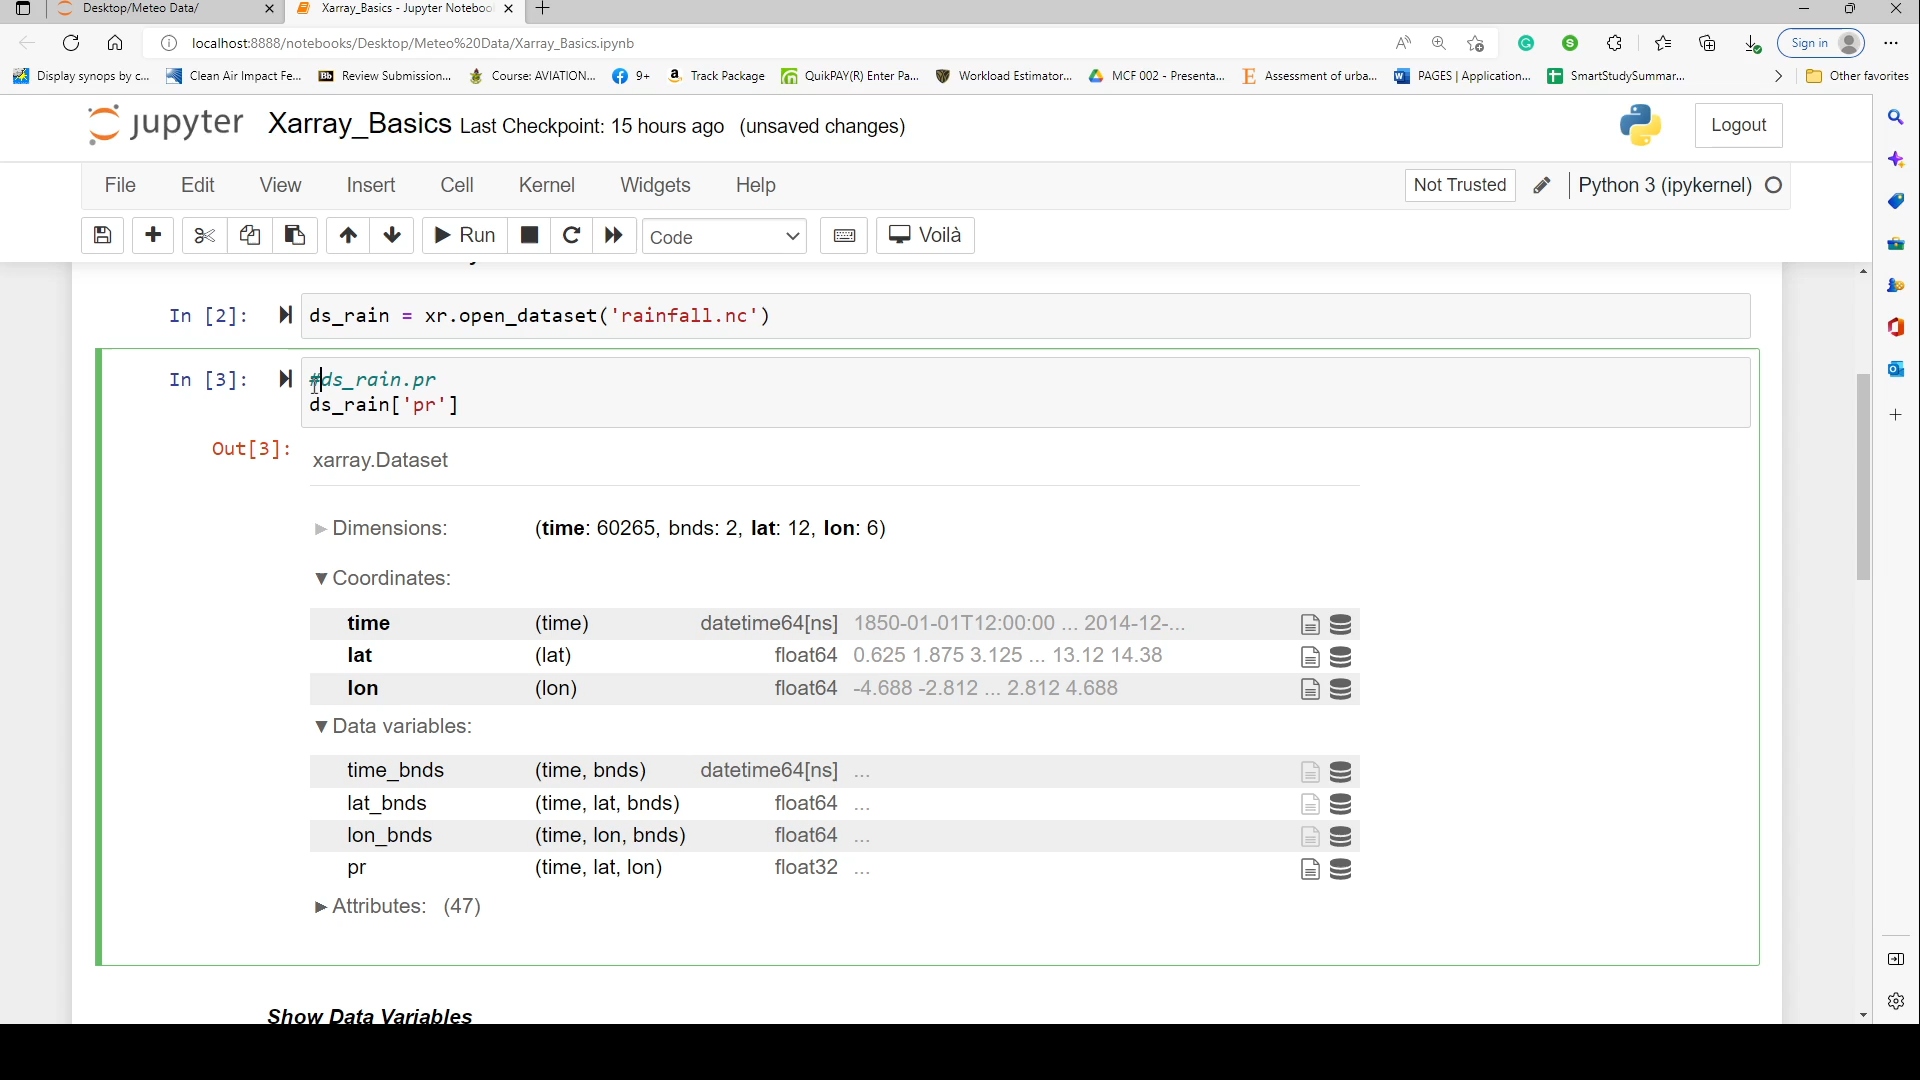 Desktop/Meteo Data/
Xarray_Basics - Jupyter Noteboo
localhost:8888/notebooks/Desktop/Meteo%20Data/Xarray_Basics.ipynb
Sign in
Display synops by c...
Clean Air Impact Fe...
Bb Review Submission...
Course: AVIATION...
9+
Track Package
QuikPAY(R) Enter Pa...
Workload Estimator...
MCF 002 - Presenta...
E Assessment of urba...
PAGES | Application...
SmartStudySummar...
Other favorites
jupyter Xarray_Basics Last Checkpoint: 15 hours ago (unsaved changes)
Logout
File Edit View Insert Cell Kernel Widgets Help
Not Trusted
Python 3 (ipykernel)
Run
Code
Voilà
In [2]: ds_rain = xr.open_dataset('rainfall.nc')
In [3]: #ds_rain.pr
ds_rain['pr']
Out[3]: xarray.Dataset
Dimensions: (time: 60265, bnds: 2, lat: 12, lon: 6)
Coordinates:
time (time) datetime64[ns] 1850-01-01T12:00:00 ... 2014-12-...
lat (lat) float64 0.625 1.875 3.125 ... 13.12 14.38
lon (lon) float64 -4.688 -2.812 ... 2.812 4.688
Data variables:
time_bnds (time, bnds) datetime64[ns] ...
lat_bnds (time, lat, bnds) float64 ...
lon_bnds (time, lon, bnds) float64 ...
pr (time, lat, lon) float32 ...
Attributes: (47)
Show Data Variables